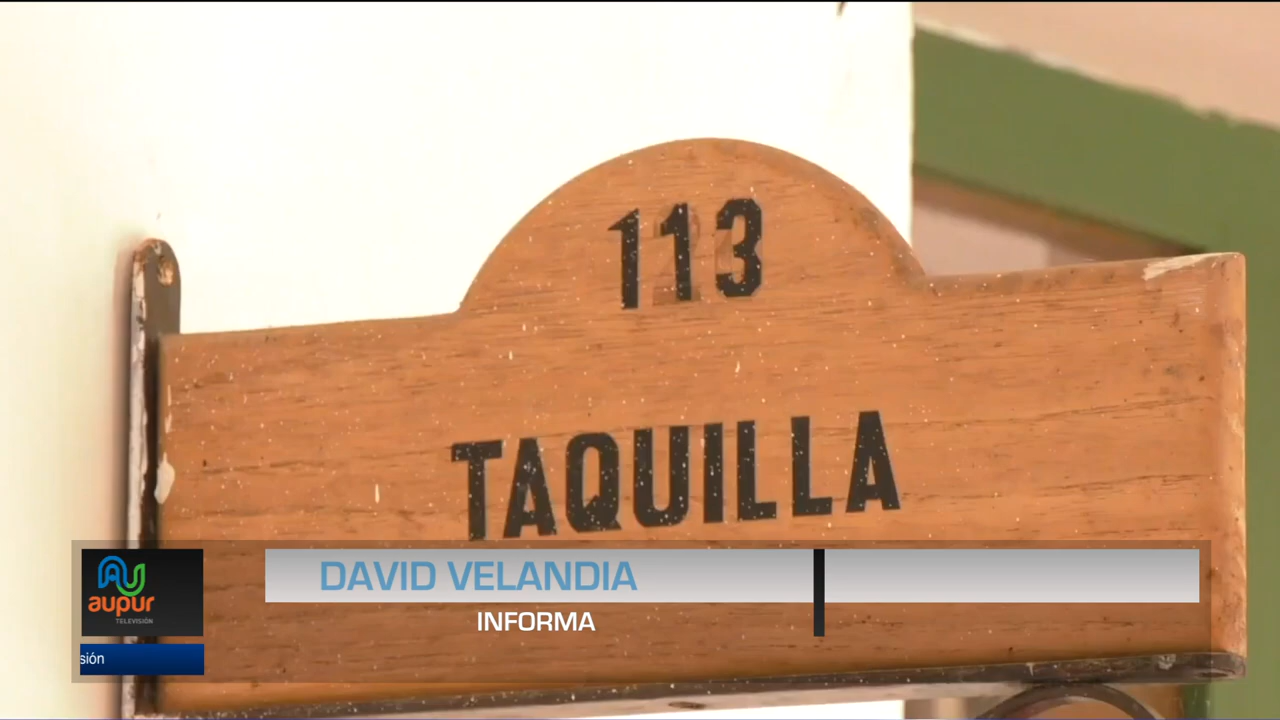 113
TAQUILLA
DAVID VELANDIA
INFORMA
aupur
TELEVISIÓN
sión